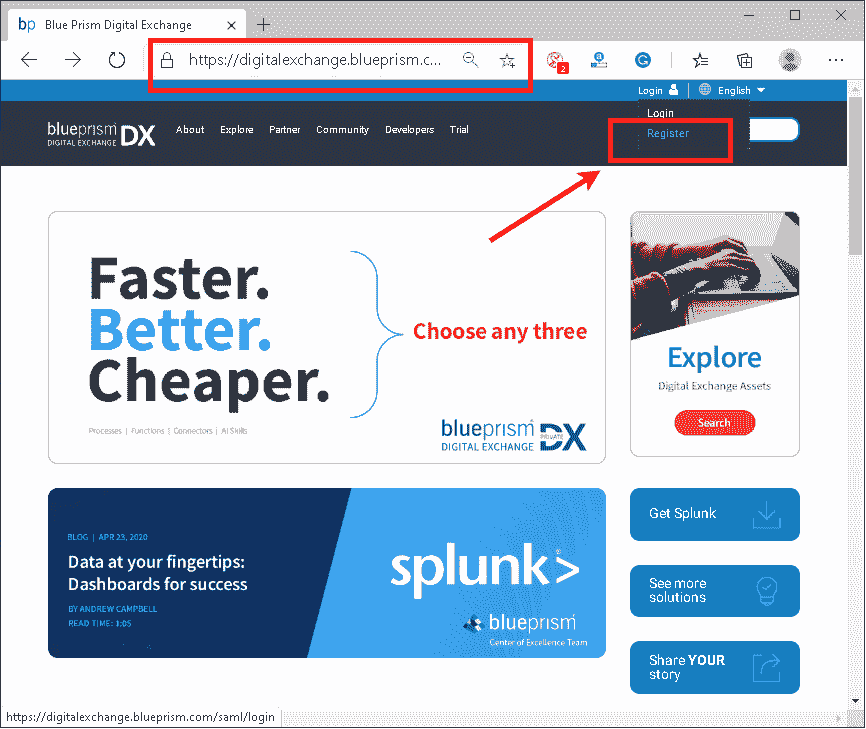 bp Blue Prism Digital Exchange
https://digitalexchange.blueprism.c...
2
a
G
Login English
Login
Register
blueprism DX
DIGITAL EXCHANGE
About Explore Partner Community Developers Trial
Faster.
Better.
Cheaper.
Choose any three
Processes | Functions | Connectors | AI Skills
blueprism PRIVATE DX
DIGITAL EXCHANGE
Explore
Digital Exchange Assets
Search
BLOG | APR 23, 2020
Data at your fingertips:
Dashboards for success
BY ANDREW CAMPBELL
READ TIME: 1:05
splunk>
blueprism
Center of Excellence Team
Get Splunk
See more
solutions
Share YOUR
story
https://digitalexchange.blueprism.com/saml/login